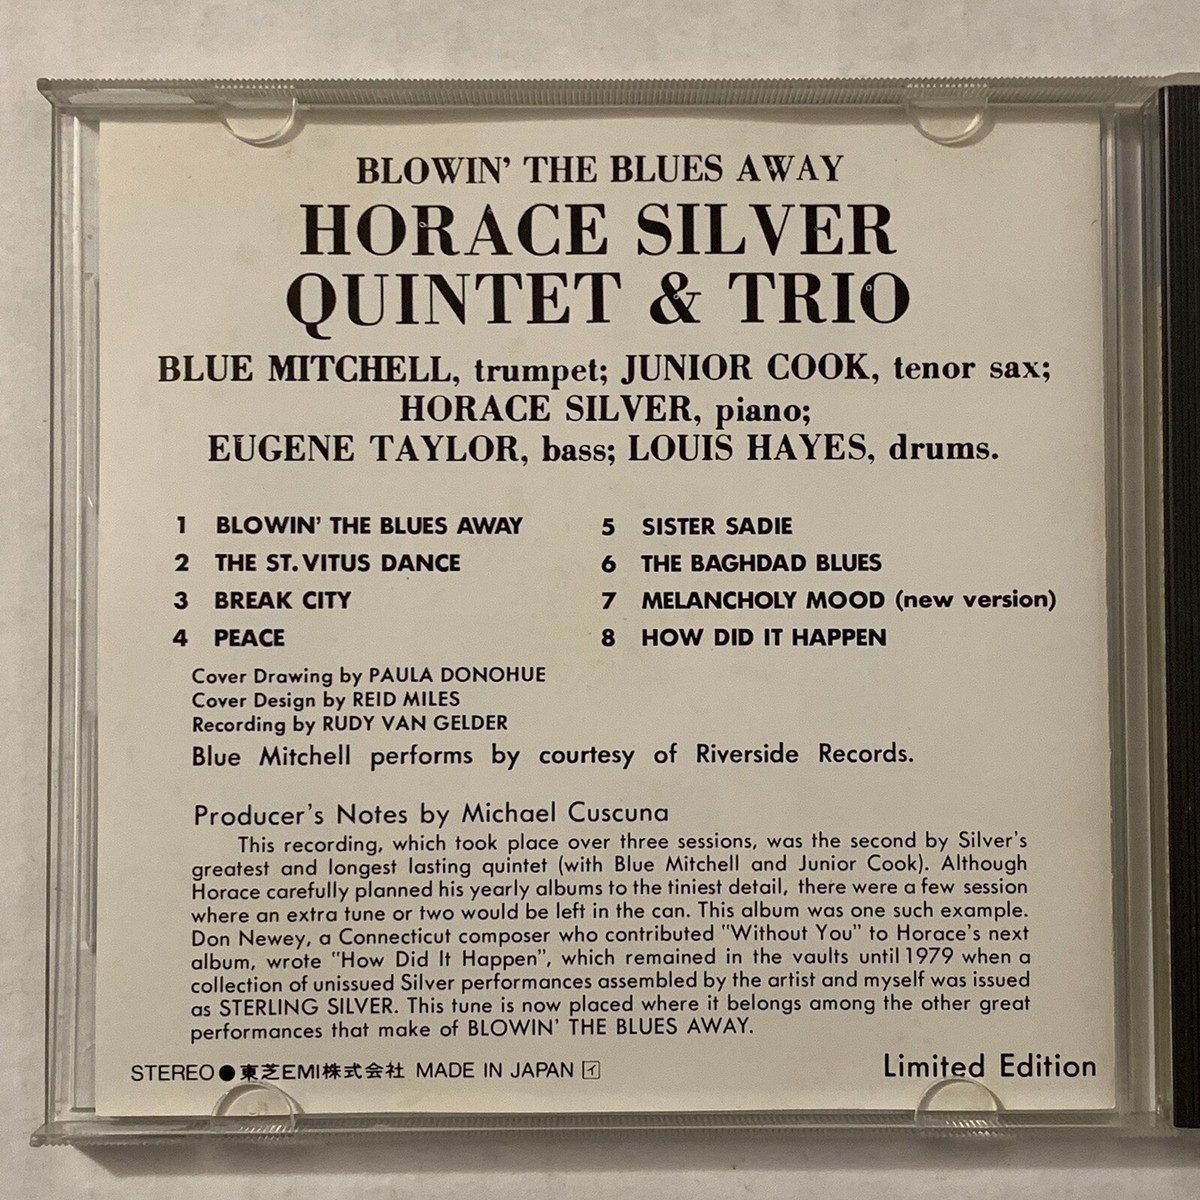 BLOWIN' THE BLUES AWAY
HORACE SILVER
QUINTET & TRIO
BLUE MITCHELL, trumpet; JUNIOR COOK, tenor sax;
HORACE SILVER, piano;
EUGENE TAYLOR, bass; LOUIS HAYES, drums.
1 BLOWIN' THE BLUES AWAY
2 THE ST. VITUS DANCE
3 BREAK CITY
4 PEACE
5 SISTER SADIE
6 THE BAGHDAD BLUES
7 MELANCHOLY MOOD (new version)
8 HOW DID IT HAPPEN
Cover Drawing by PAULA DONOHUE
Cover Design by REID MILES
Recording by RUDY VAN GELDER
Blue Mitchell performs by courtesy of Riverside Records.
Producer's Notes by Michael Cuscuna
This recording, which took place over three sessions, was the second by Silver's
greatest and longest lasting quintet (with Blue Mitchell and Junior Cook). Although
Horace carefully planned his yearly albums to the tiniest detail, there were a few session
where an extra tune or two would be left in the can. This album was one such example.
Don Newey, a Connecticut composer who contributed "Without You" to Horace's next
album, wrote "How Did It Happen", which remained in the vaults until 1979 when a
collection of unissued Silver performances assembled by the artist and myself was issued
as STERLING SILVER. This tune is now placed where it belongs among the other great
performances that make of BLOWIN' THE BLUES AWAY.
STEREO●東芝EMI株式会社 MADE IN JAPAN イ
Limited Edition